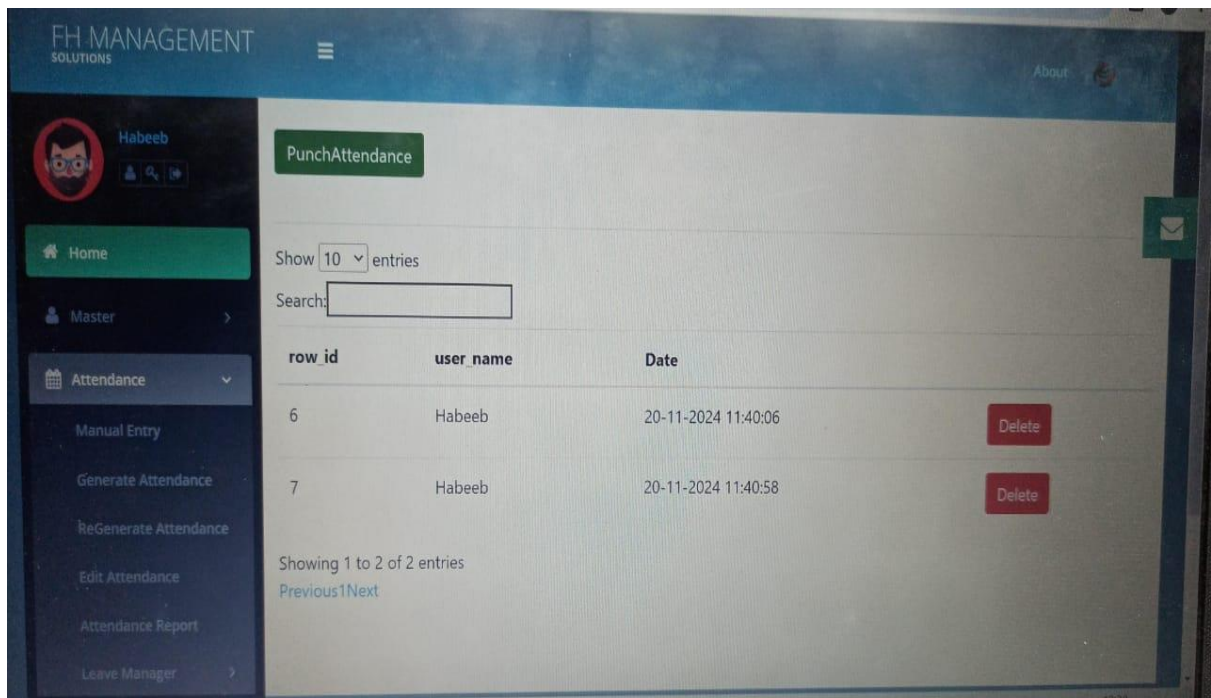 FH MANAGEMENT
SOLUTIONS
About
Habeeb
Home
Master
Attendance
Manual Entry
Generate Attendance
ReGenerate Attendance
Edit Attendance
Attendance Report
Leave Manager
PunchAttendance
Show 10 entries
Search:
row_id user_name Date
6 Habeeb 20-11-2024 11:40:06 Delete
7 Habeeb 20-11-2024 11:40:58 Delete
Showing 1 to 2 of 2 entries
Previous1Next